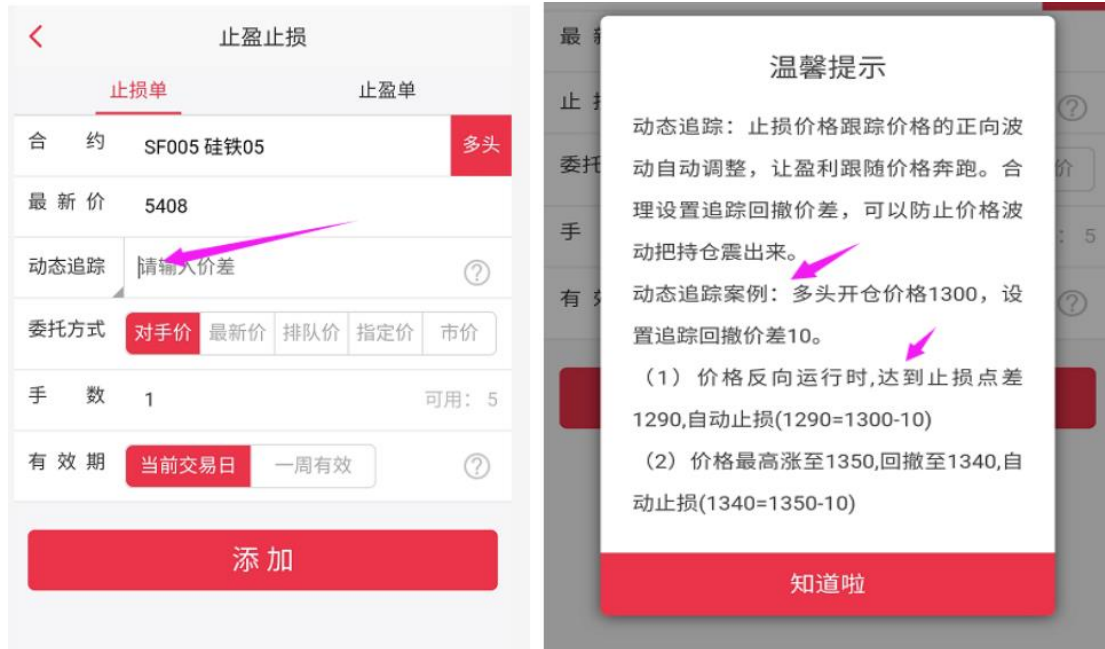 止盈止损
止损单 止盈单
合 约 SF005 硅铁05 多头
最 新 价 5408
动态追踪 请输入价差 ?
委托方式 对手价 最新价 排队价 指定价 市价
手 数 1 可用： 5
有 效 期 当前交易日 一周有效 ?
添 加
最
止
委托 价
手 ： 5
有
温馨提示
动态追踪：止损价格跟踪价格的正向波
动自动调整，让盈利跟随价格奔跑。合
理设置追踪回撤价差，可以防止价格波
动把持仓震出来。
动态追踪案例：多头开仓价格1300，设
置追踪回撤价差10。
（1）价格反向运行时,达到止损点差
1290,自动止损(1290=1300-10)
（2）价格最高涨至1350,回撤至1340,自
动止损(1340=1350-10)
知道啦